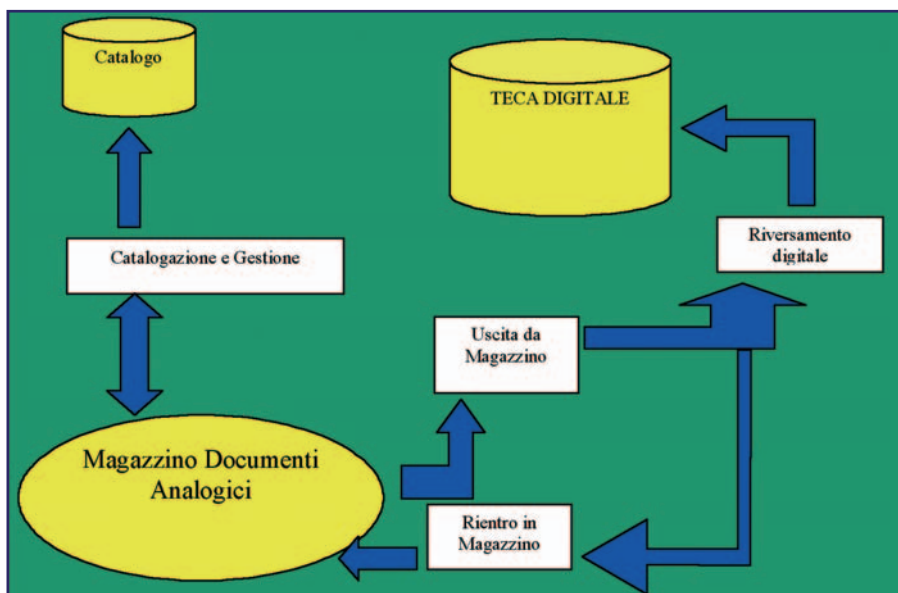 Catalogo
TECA DIGITALE
Riversamento
digitale
Catalogazione e Gestione
Uscita da
Magazzino
Magazzino Documenti
Analogici
Rientro in
Magazzino